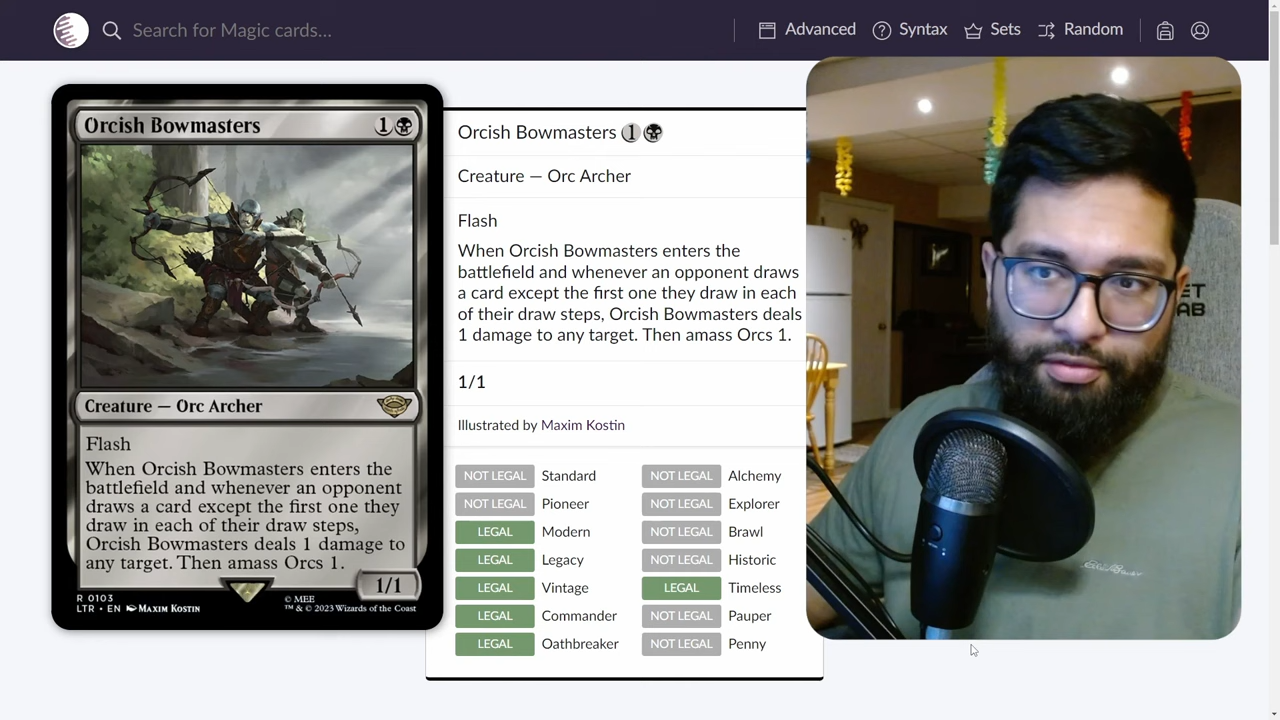 Search for Magic cards...
Advanced
Syntax
Sets
Random
Orcish Bowmasters 1
Creature — Orc Archer
Flash
When Orcish Bowmasters enters the
battlefield and whenever an opponent
draws a card except the first one they
draw in each of their draw steps,
Orcish Bowmasters deals 1 damage to
any target. Then amass Orcs 1.
1/1
R 0103
LTR • EN MAXIM KOSTIN
© MEE
™ & © 2023 Wizards of the Coast
Orcish Bowmasters 1
Creature — Orc Archer
Flash
When Orcish Bowmasters enters the
battlefield and whenever an opponent draws
a card except the first one they draw in each
of their draw steps, Orcish Bowmasters deals
1 damage to any target. Then amass Orcs 1.
1/1
Illustrated by Maxim Kostin
NOT LEGAL Standard NOT LEGAL Alchemy
NOT LEGAL Pioneer NOT LEGAL Explorer
LEGAL Modern NOT LEGAL Brawl
LEGAL Legacy NOT LEGAL Historic
LEGAL Vintage LEGAL Timeless
LEGAL Commander NOT LEGAL Pauper
LEGAL Oathbreaker NOT LEGAL Penny